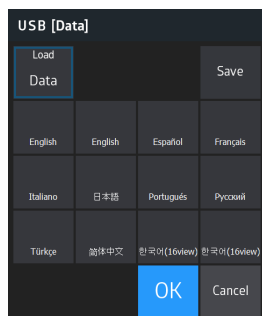 USB [Data]
Load
Data
Save
English
English
Español
Français
Italiano
日本語
Portugués
Русский
Türkçe
简体中文
한국어(16view)
한국어(16view)
OK
Cancel